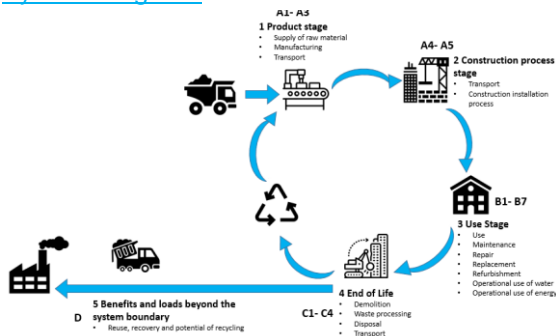 A1- A3
1 Product stage
• Supply of raw material
• Manufacturing
• Transport
A4- A5
2 Construction process
stage
• Transport
• Construction installation
process
B1- B7
3 Use Stage
• Use
• Maintenance
• Repair
• Replacement
• Refurbishment
• Operational use of water
• Operational use of energy
4 End of Life
• Demolition
C1- C4
• Waste processing
• Disposal
• Transport
5 Benefits and loads beyond the
system boundary
D
• Reuse, recovery and potential of recycling